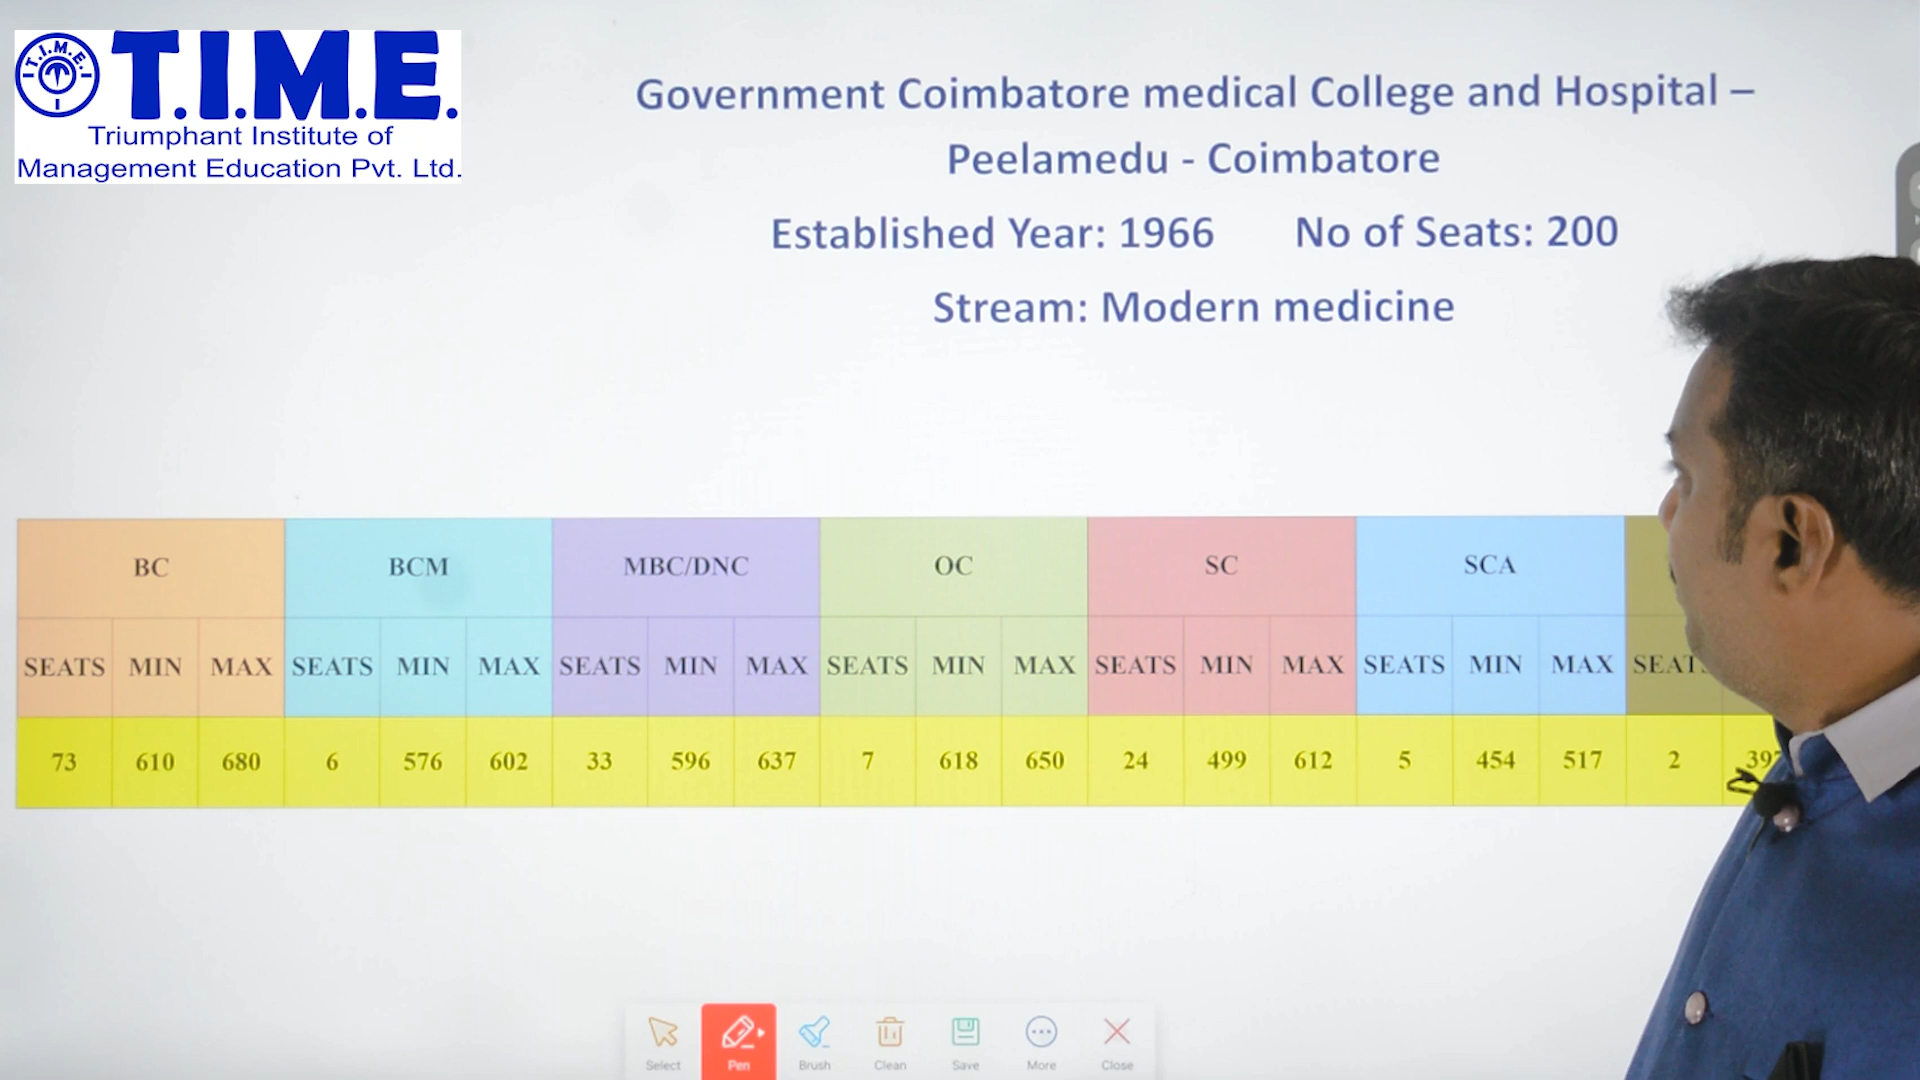 T.I.M.E.
T.I.M.E.
Triumphant Institute of
Management Education Pvt. Ltd.
Government Coimbatore medical College and Hospital –
Peelamedu - Coimbatore
Established Year: 1966 No of Seats: 200
Stream: Modern medicine
BC BCM MBC/DNC OC SC SCA
SEATS MIN MAX SEATS MIN MAX SEATS MIN MAX SEATS MIN MAX SEATS MIN MAX SEATS MIN MAX
73 610 680 6 576 602 33 596 637 7 618 650 24 499 612 5 454 517 2
Select Pen Brush Clean Save More Close